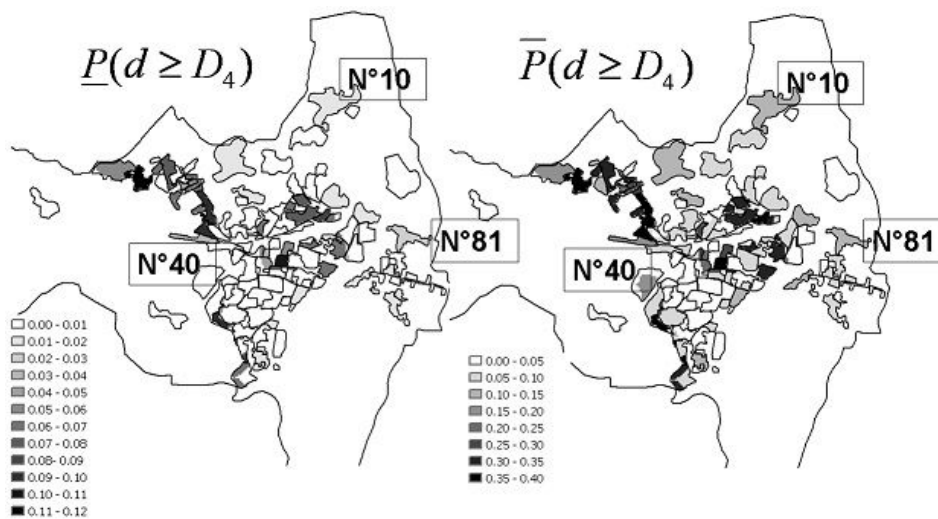 P(d ≥ D₄)
N°10
N°81
N°40
0.00 - 0.01
0.01 - 0.02
0.02 - 0.03
0.03 - 0.04
0.04 - 0.05
0.05 - 0.06
0.06 - 0.07
0.07 - 0.08
0.08- 0.09
0.09 - 0.10
0.10 - 0.11
0.11 - 0.12
P(d ≥ D₄)
N°10
N°81
N°40
0.00 - 0.05
0.05 - 0.10
0.10 - 0.15
0.15 - 0.20
0.20 - 0.25
0.25 - 0.30
0.30 - 0.35
0.35 - 0.40